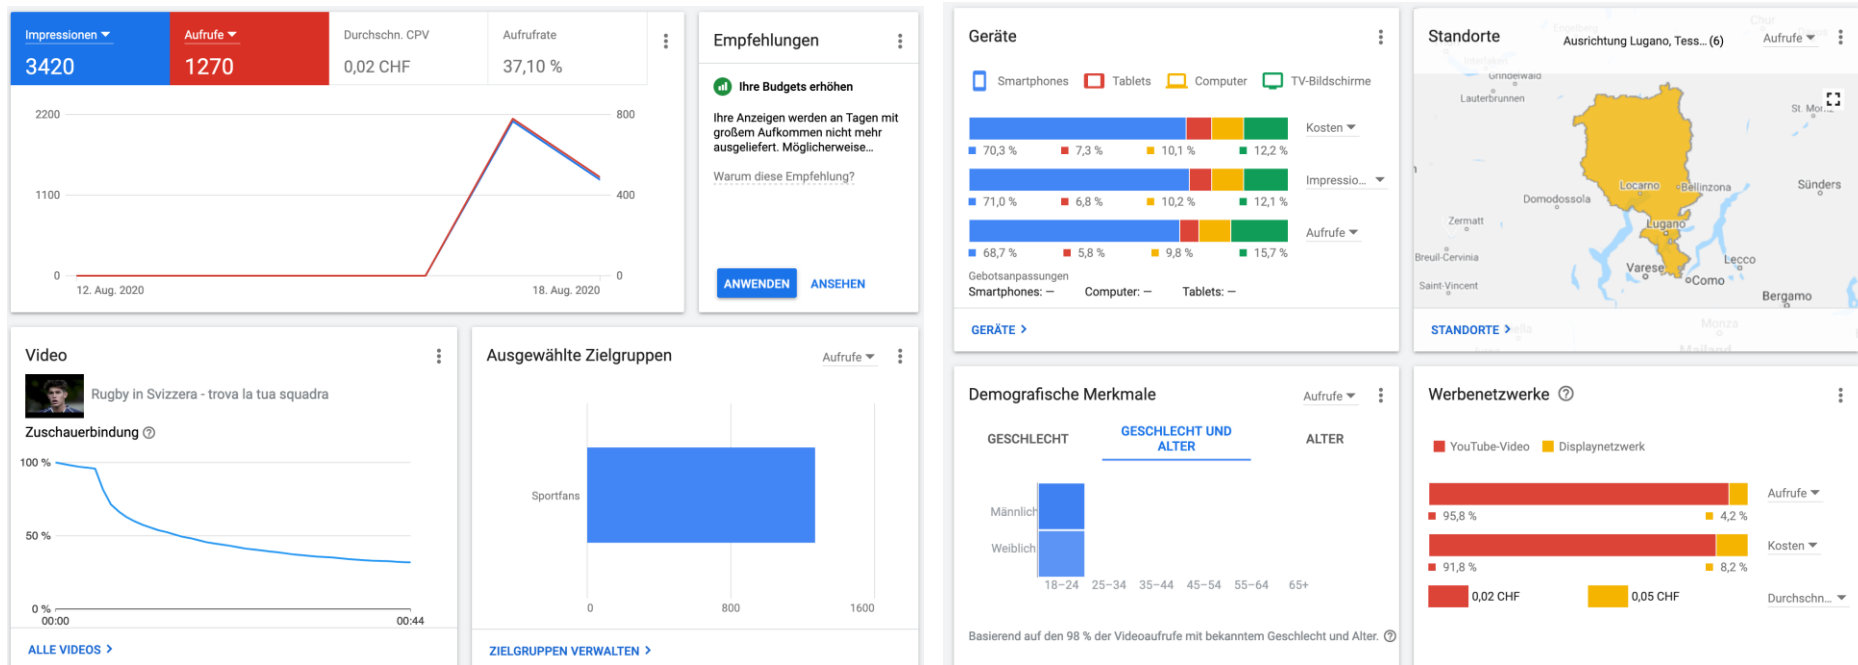 Impressionen
3420
Aufrufe
1270
Durchschn. CPV
0,02 CHF
Aufrufrate
37,10 %
2200
1100
0
800
400
0
12. Aug. 2020
18. Aug. 2020
Empfehlungen
Ihre Budgets erhöhen
Ihre Anzeigen werden an Tagen mit
großem Aufkommen nicht mehr
ausgeliefert. Möglicherweise...
Warum diese Empfehlung?
ANWENDEN
ANSEHEN
Video
Rugby in Svizzera - trova la tua squadra
Zuschauerbindung
100 %
50 %
0 %
00:00
00:44
ALLE VIDEOS
Ausgewählte Zielgruppen
Aufrufe
Sportfans
0
800
1600
ZIELGRUPPEN VERWALTEN
Geräte
Smartphones
Tablets
Computer
TV-Bildschirme
Kosten
70,3 %
7,3 %
10,1 %
12,2 %
Impressio...
71,0 %
6,8 %
10,2 %
12,1 %
Aufrufe
68,7 %
5,8 %
9,8 %
15,7 %
Gebotsanpassungen
Smartphones: – Computer: – Tablets: –
GERÄTE
Standorte
Ausrichtung Lugano, Tess... (6)
Aufrufe
Engelberg
Chur
Interlaken
Grindelwald
Lauterbrunnen
St. Moritz
Locarno
Bellinzona
Sünders
Domodossola
Zermatt
Lugano
Breuil-Cervinia
Varese
Lecco
Como
Saint-Vincent
Bergamo
Monza
Mailand
STANDORTE
Demografische Merkmale
Aufrufe
GESCHLECHT
GESCHLECHT UND
ALTER
ALTER
Männlich
Weiblich
18–24
25–34
35–44
45–54
55–64
65+
Basierend auf den 98 % der Videoaufrufe mit bekanntem Geschlecht und Alter.
Werbenetzwerke
YouTube-Video
Displaynetzwerk
Aufrufe
95,8 %
4,2 %
Kosten
91,8 %
8,2 %
0,02 CHF
0,05 CHF
Durchschn...